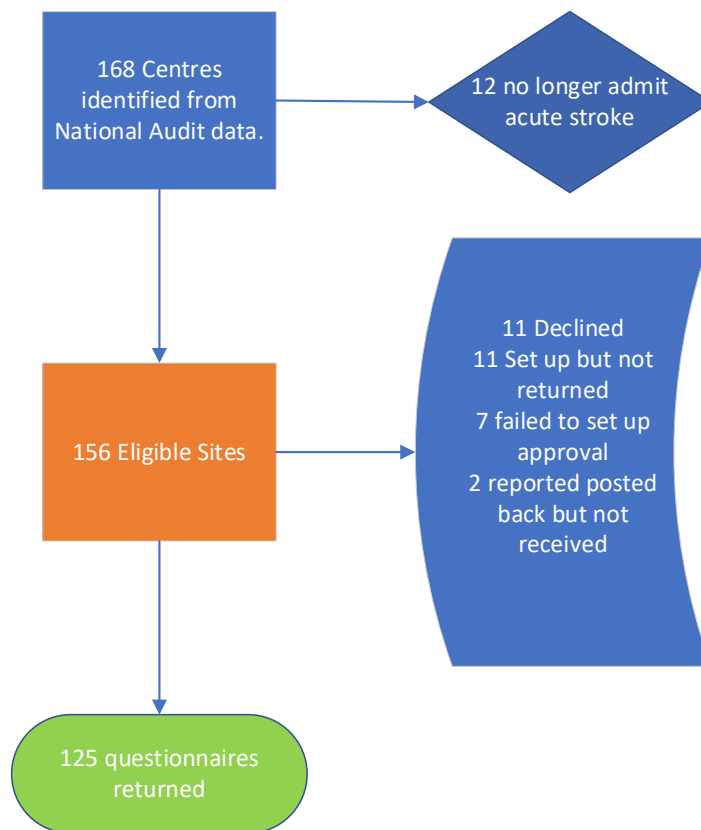 168 Centres
identified from
National Audit data.
12 no longer admit
acute stroke
11 Declined
11 Set up but not
returned
7 failed to set up
approval
2 reported posted
back but not
received
156 Eligible Sites
125 questionnaires
returned